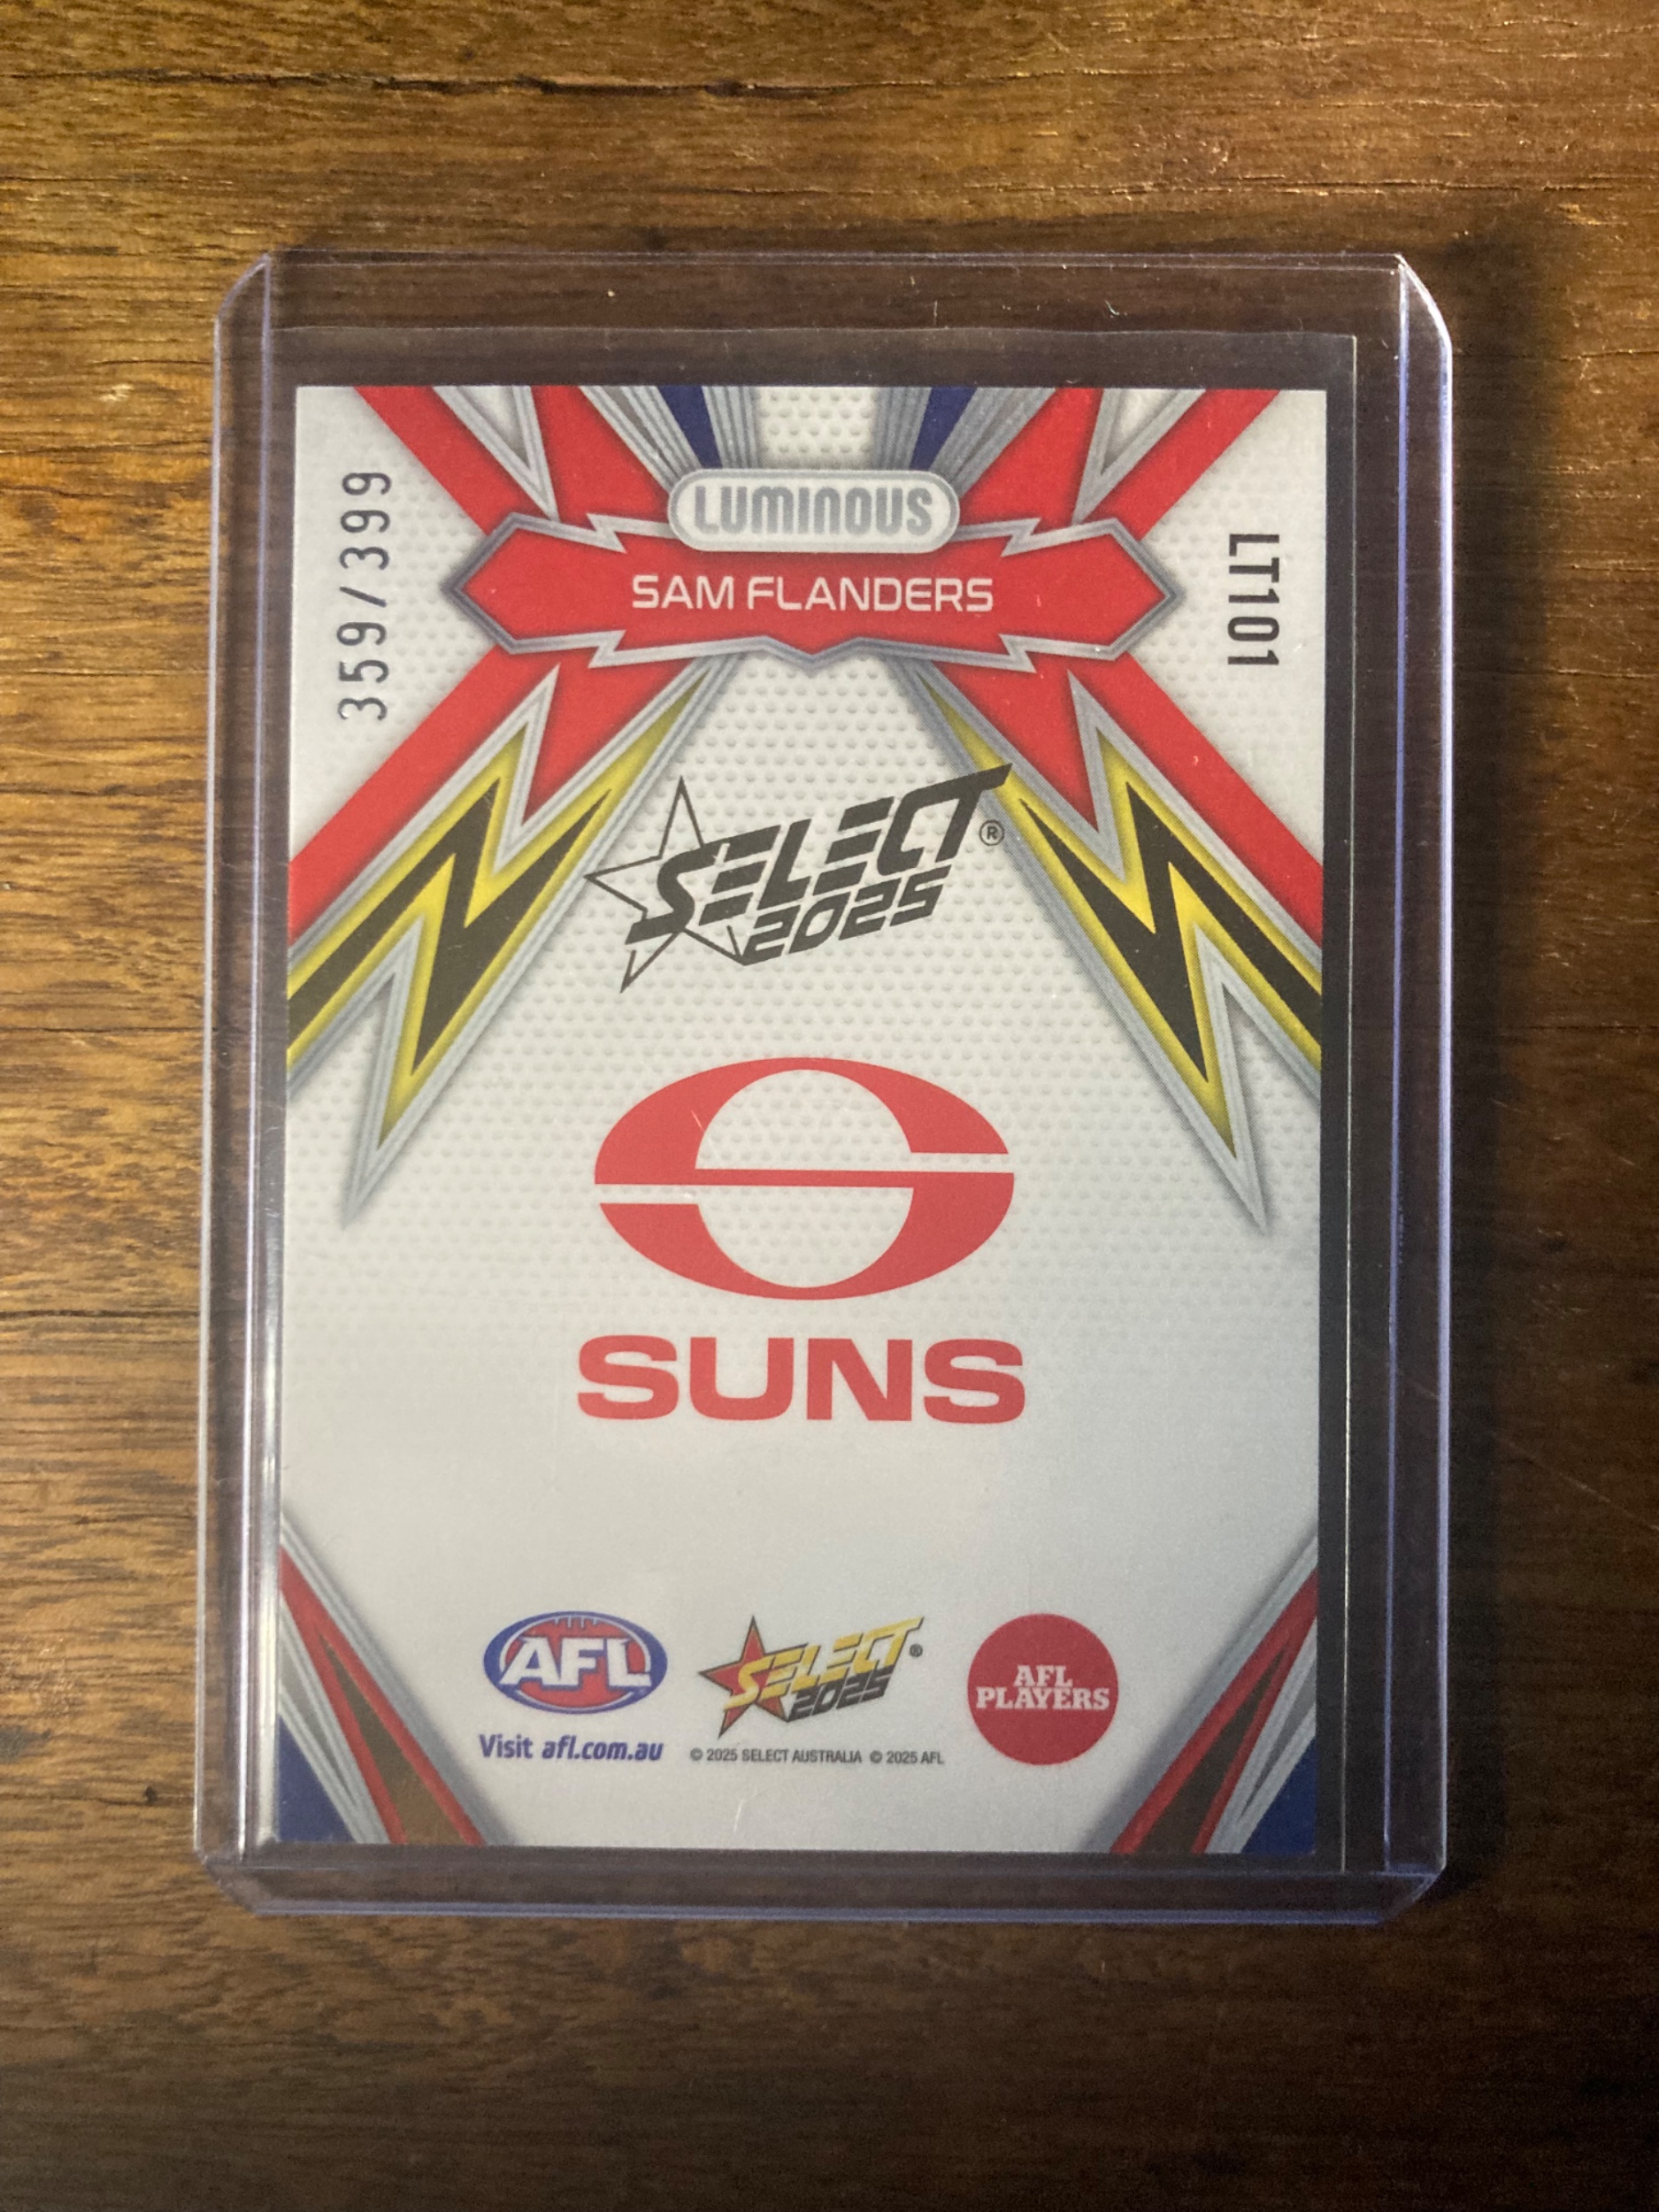 LUMINOUS
SAM FLANDERS
359/399
LT101
SELECT®
2025
SUNS
AFL
Visit afl.com.au
SELECT®
2025
© 2025 SELECT AUSTRALIA © 2025 AFL
AFL
PLAYERS